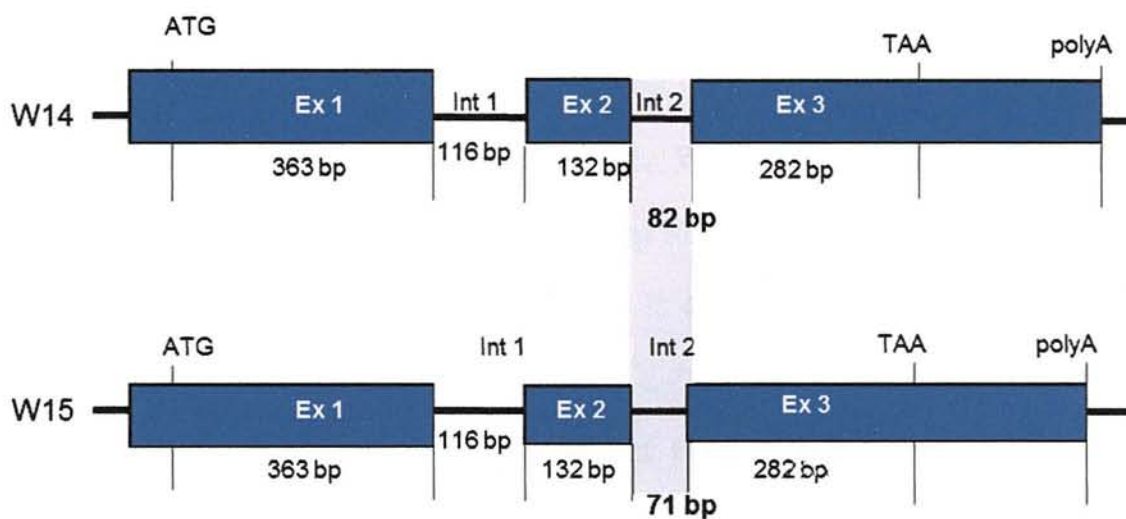 ATG
TAA
polyA
W14
Ex 1
Int 1
Ex 2
Int 2
Ex 3
363 bp
116 bp
132 bp
282 bp
82 bp
ATG
Int 1
Int 2
TAA
polyA
W15
Ex 1
Ex 2
Ex 3
116 bp
363 bp
132 bp
282 bp
71 bp